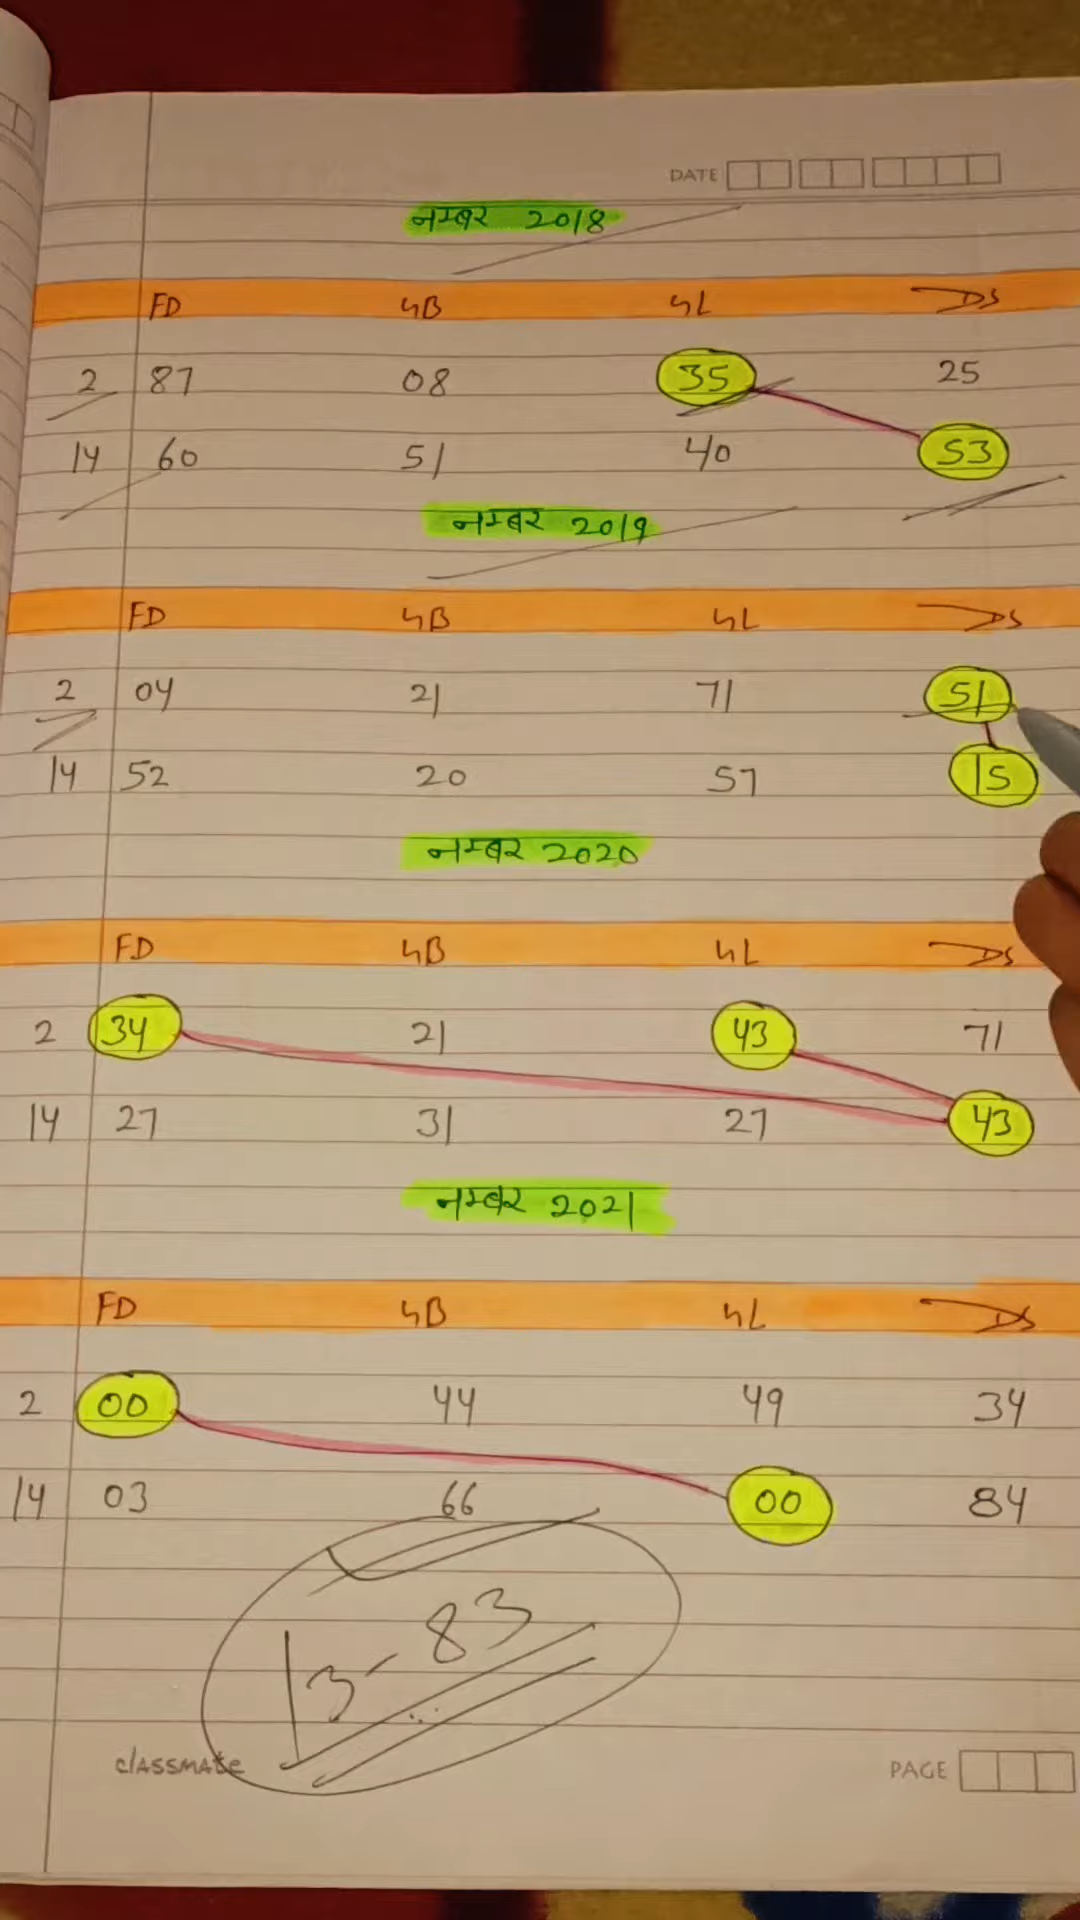 DATE
नम्बर 2018
FD GB GL DS
2 87 08 35 25
14 60 51 40 53
नम्बर 2019
FD GB GL DS
2 04 21 71 51
14 52 20 57 15
नम्बर 2020
FD GB GL DS
2 34 21 43 71
14 27 31 27 43
नम्बर 2021
FD GB GL DS
2 00 44 49 34
14 03 66 00 84
13-83
classmate PAGE